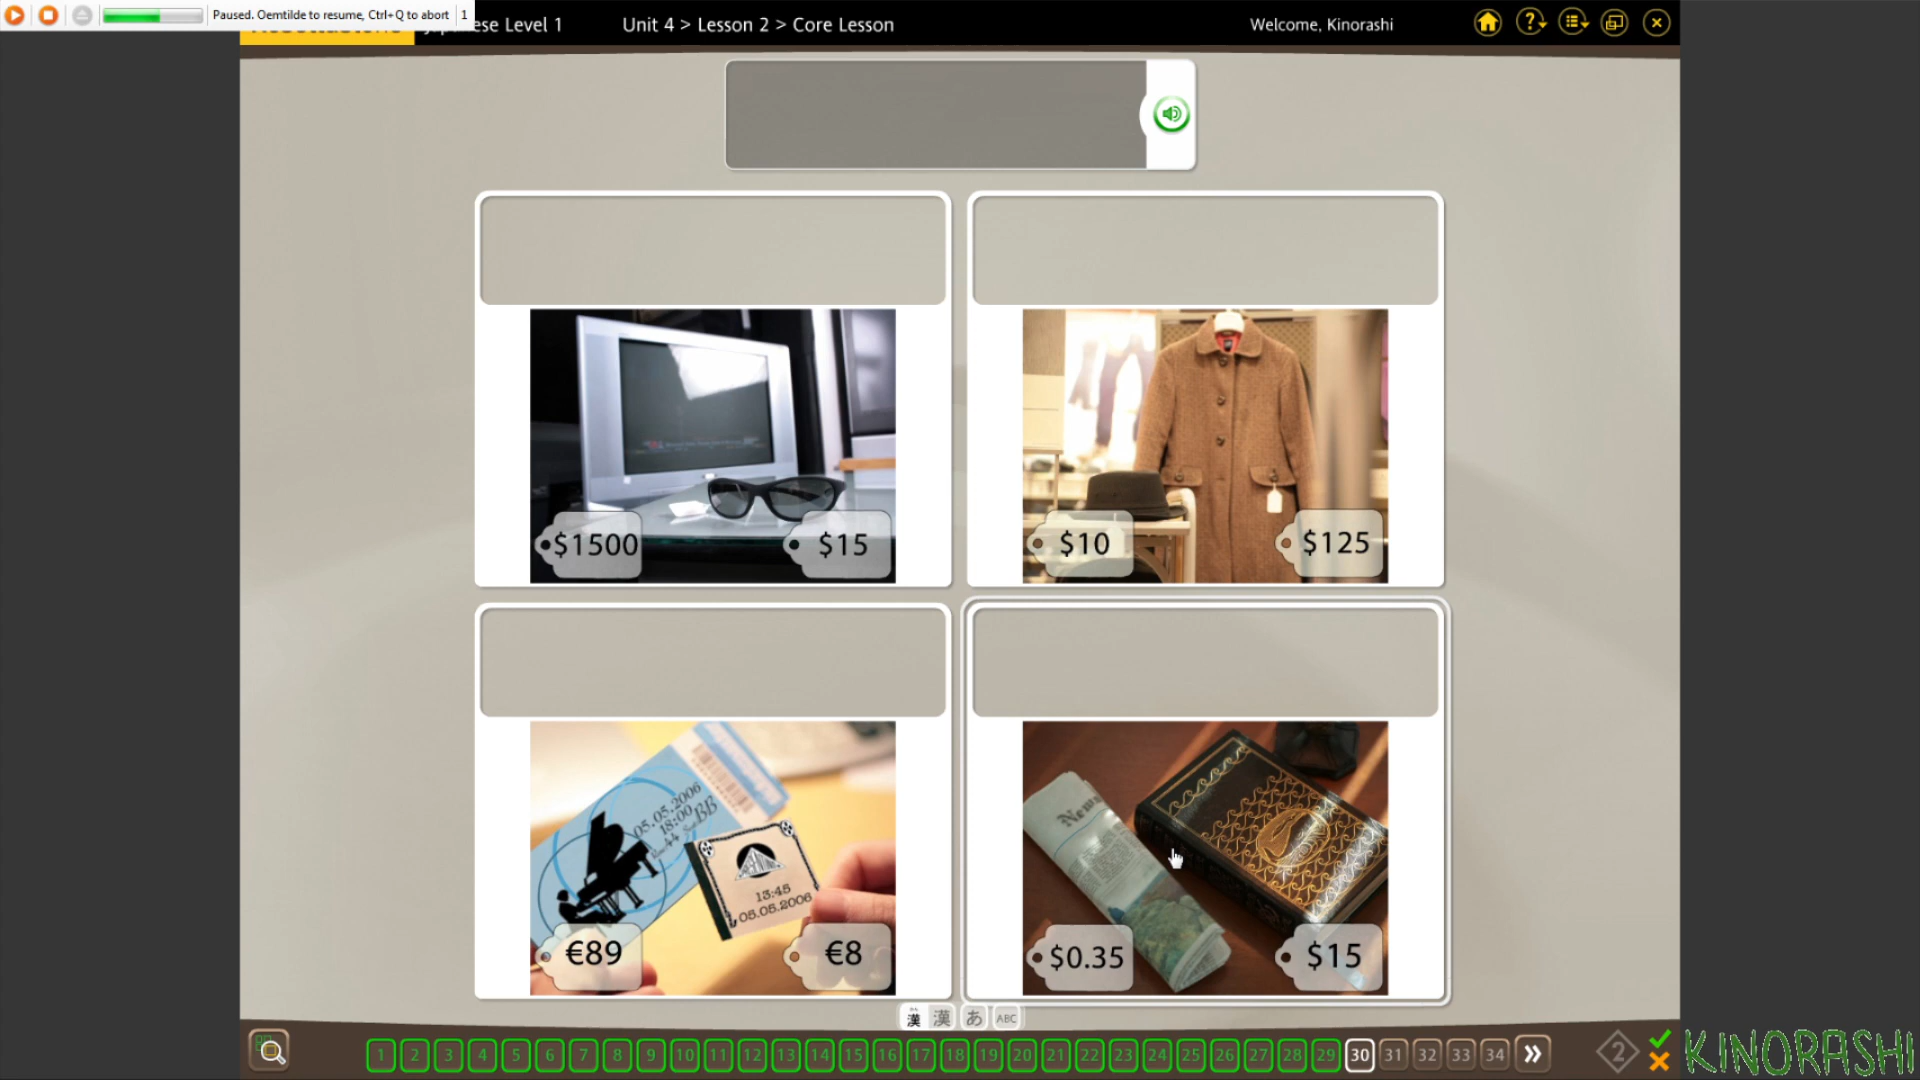 Paused. Oemtilde to resume, Ctrl+Q to abort 1
ese Level 1
Unit 4 > Lesson 2 > Core Lesson
Welcome, Kinorashi
$1500
$15
$10
$125
05.05.2006
18:00
BB
13:45
05.05.2006
€89
€8
News
$0.35
$15
漢 漢 あ ABC
1 2 3 4 5 6 7 8 9 10 11 12 13 14 15 16 17 18 19 20 21 22 23 24 25 26 27 28 29 30 31 32 33 34
2
KINORASHI